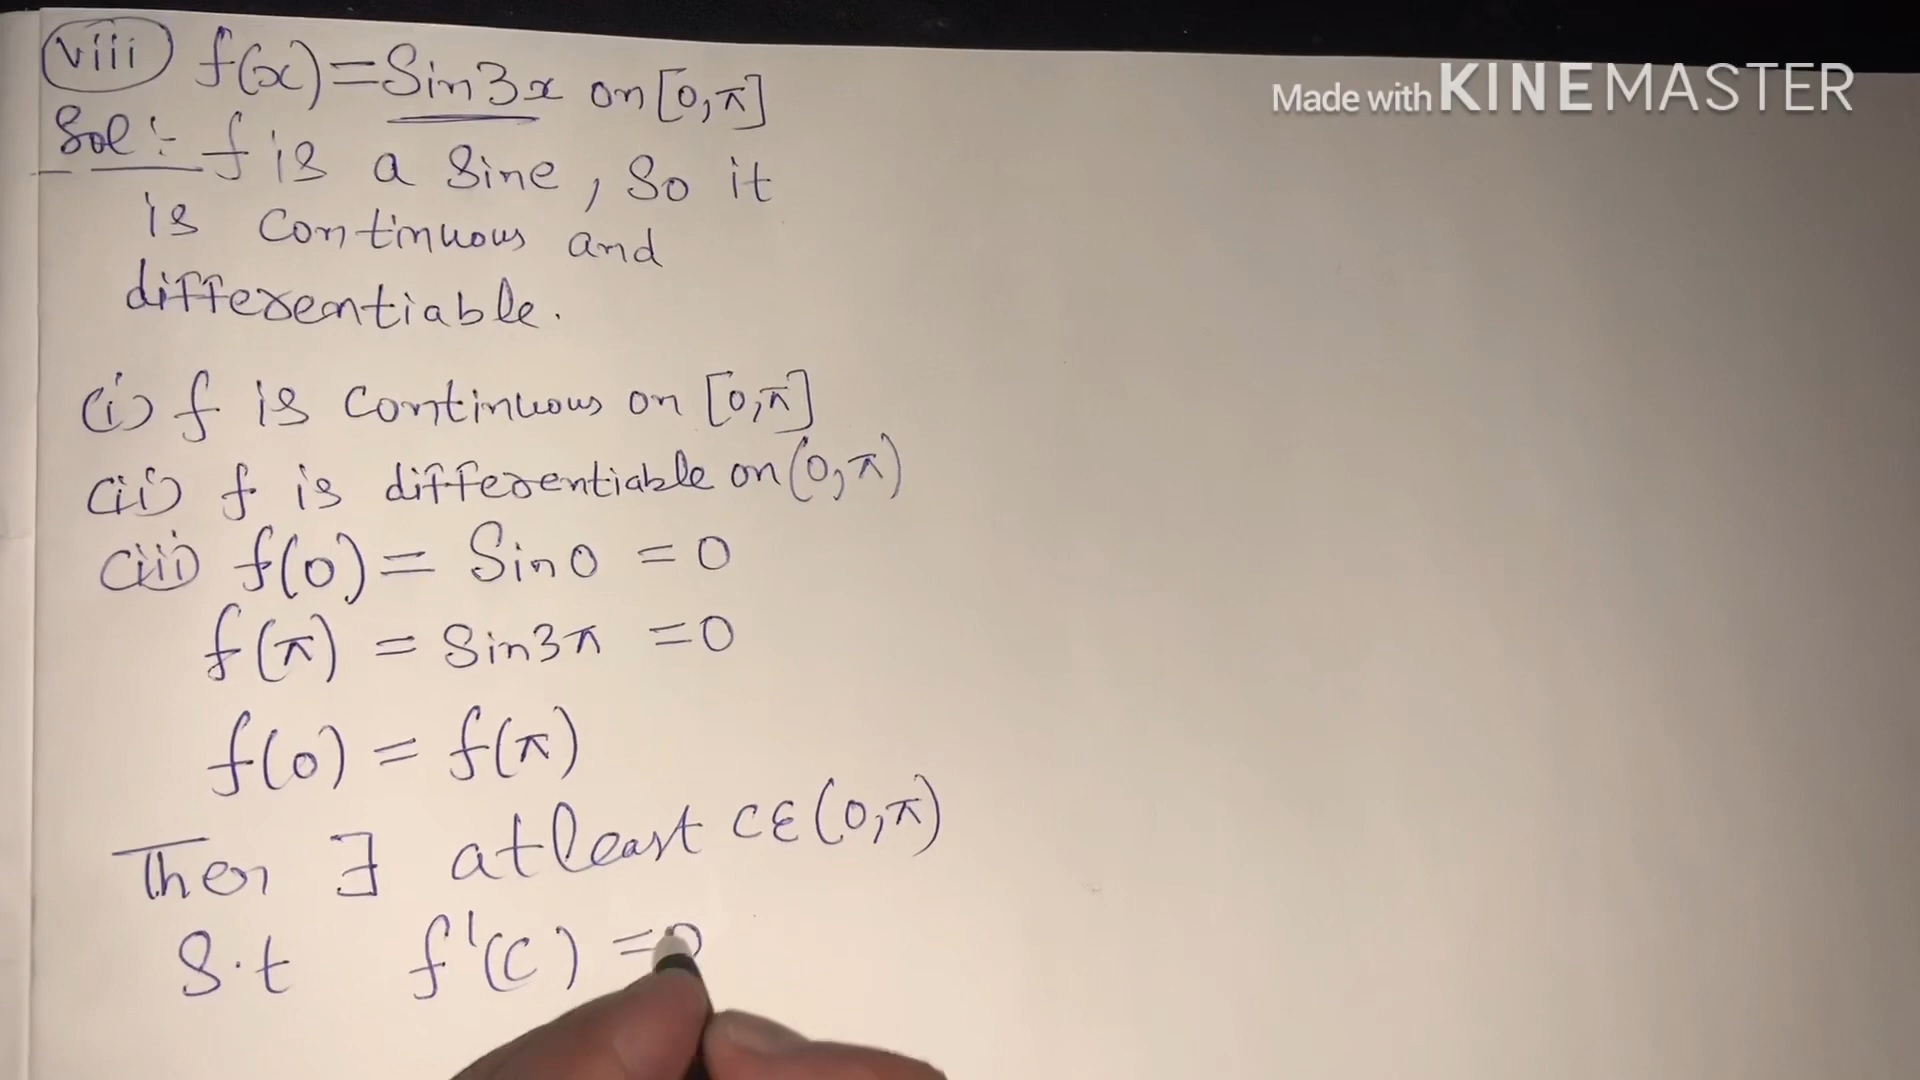 viii f(x)=Sin3x on [0,π]
Sol:- f is a Sine, So it
is Continuous and
differentiable.
(i) f is Continuous on [0,π]
(ii) f is differentiable on (0,π)
(iii) f(0) = Sin0 = 0
f(π) = Sin3π =0
f(0) = f(π)
Then ∃ atleast c∈(0,π)
S.t f'(c) =0
Made with KINEMASTER